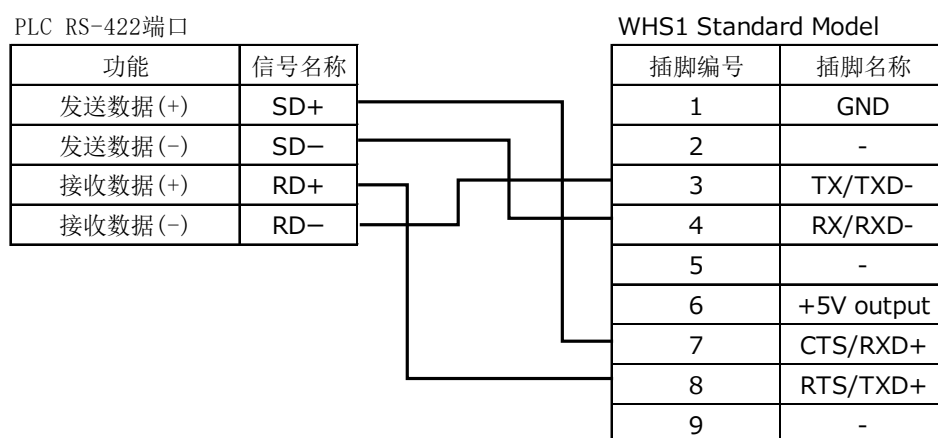 PLC RS-422端口
功能 信号名称
发送数据(+) SD+
发送数据(-) SD−
接收数据(+) RD+
接收数据(-) RD−
WHS1 Standard Model
插脚编号 插脚名称
1 GND
2 -
3 TX/TXD-
4 RX/RXD-
5 -
6 +5V output
7 CTS/RXD+
8 RTS/TXD+
9 -